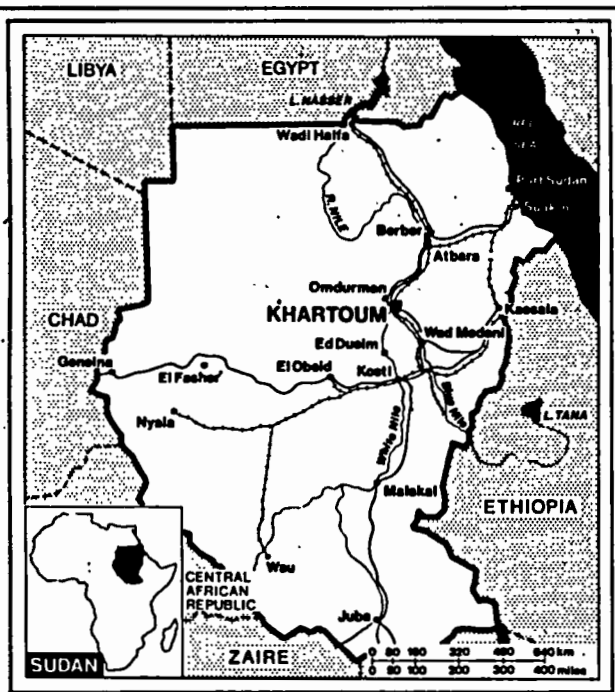 LIBYA
EGYPT
L. NASSER
Wadi Halfa
RED
SEA
Port Sudan
Suakin
R. NILE
Berber
Atbara
Omdurman
KHARTOUM
CHAD
Kassala
Wad Medani
Ed Dueim
Geneina
El Fasher
El Obeid
Kosti
Blue Nile
L. TANA
Nyala
White Nile
Malakal
ETHIOPIA
Wau
CENTRAL
AFRICAN
REPUBLIC
Juba
0 80 160 320 480 640 km
0 50 100 200 300 400 miles
SUDAN
ZAIRE